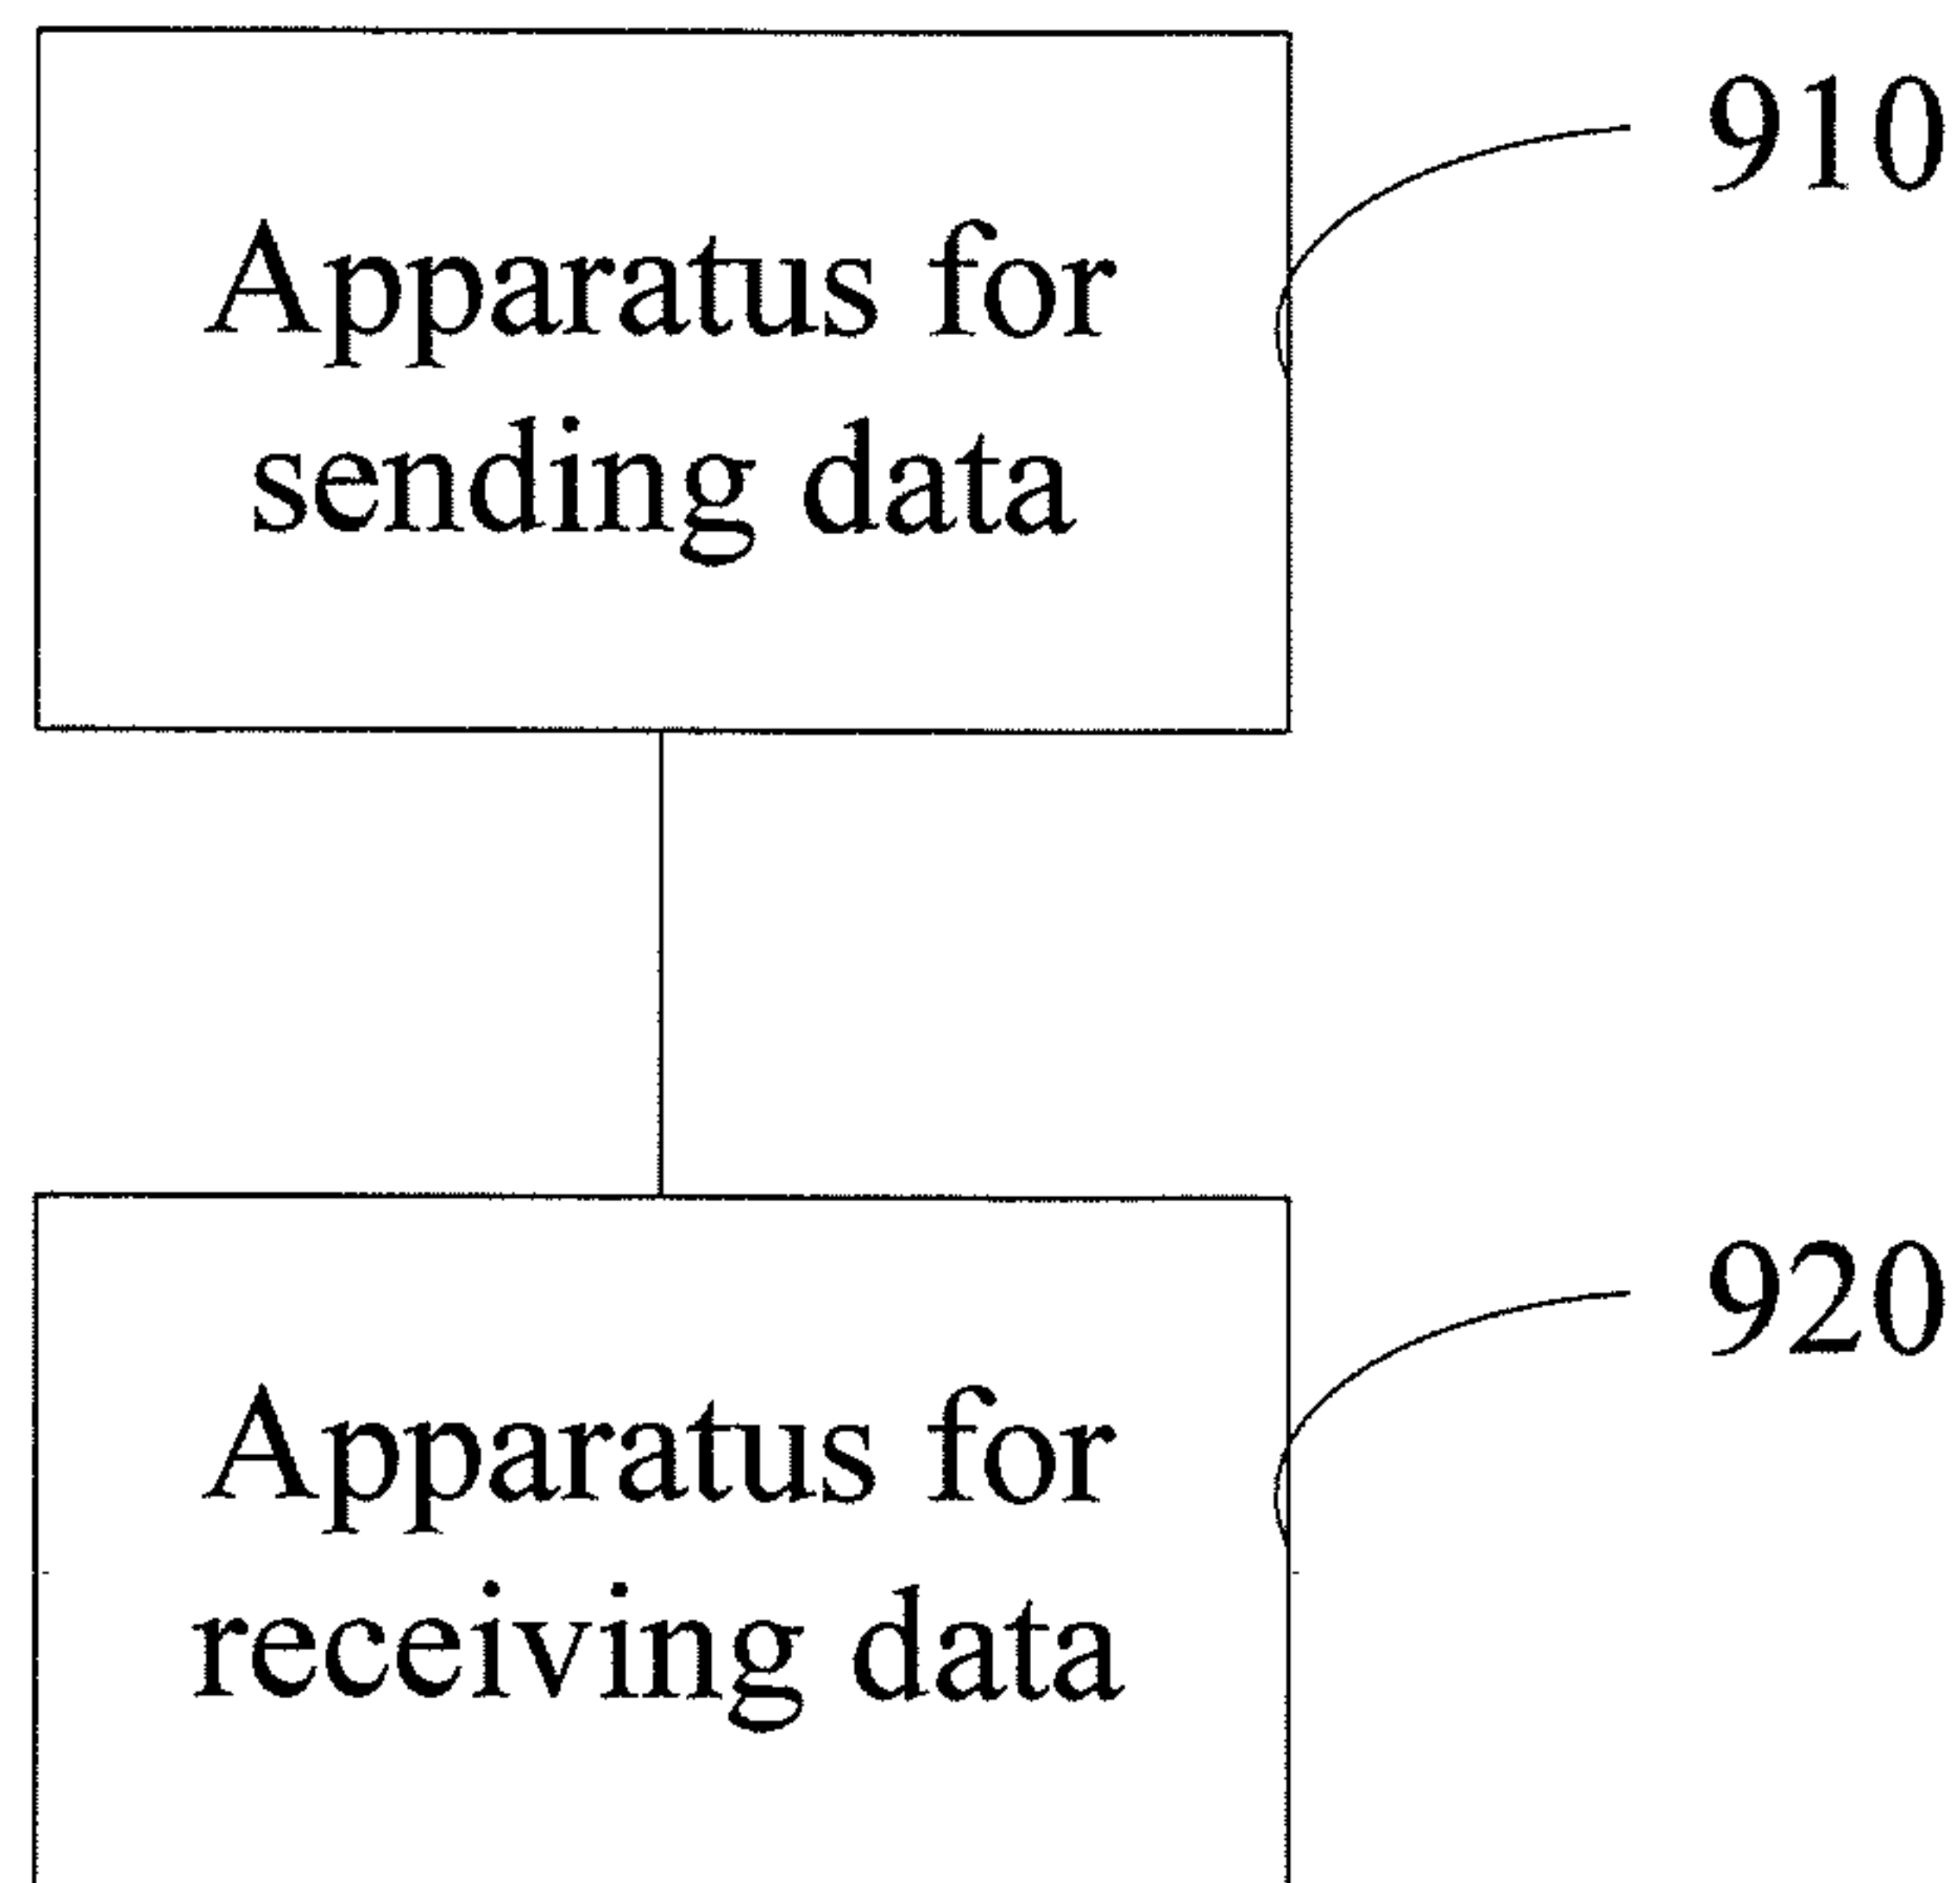 910
Apparatus for
sending data
920
Apparatus for
receiving data